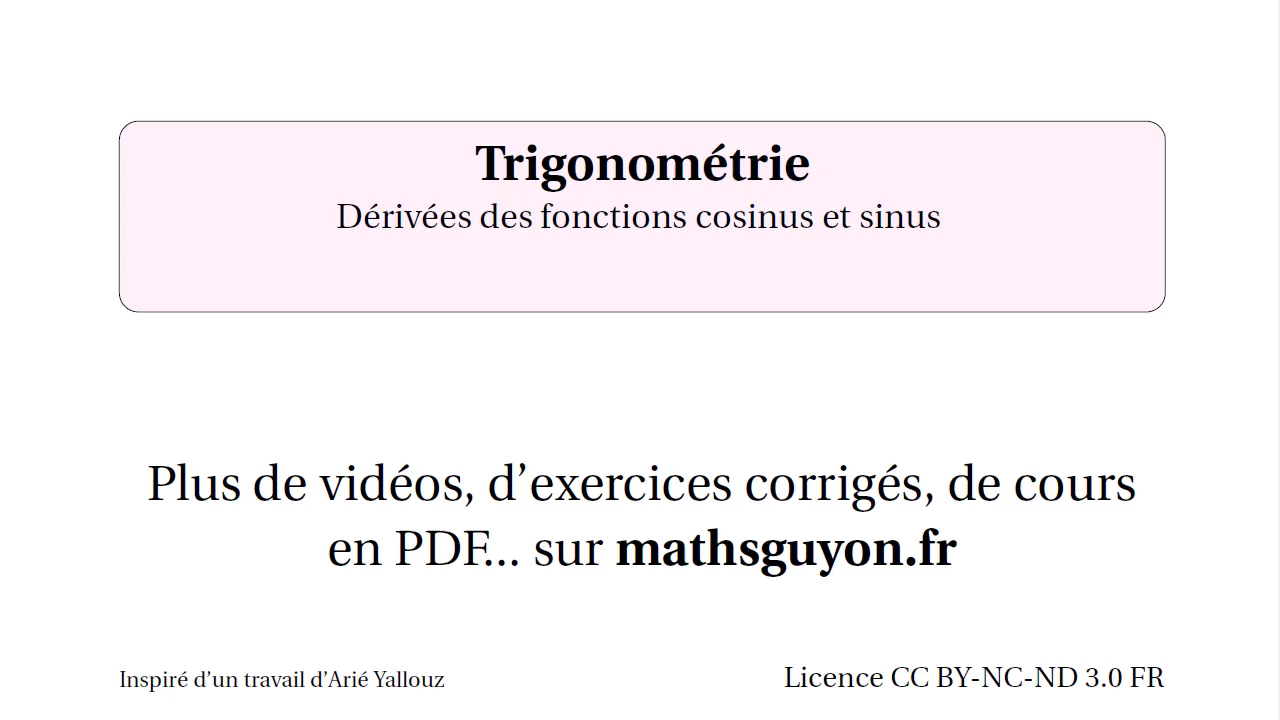 Trigonométrie
Dérivées des fonctions cosinus et sinus
Plus de vidéos, d’exercices corrigés, de cours
en PDF... sur mathsguyon.fr
Inspiré d’un travail d’Arié Yallouz
Licence CC BY-NC-ND 3.0 FR